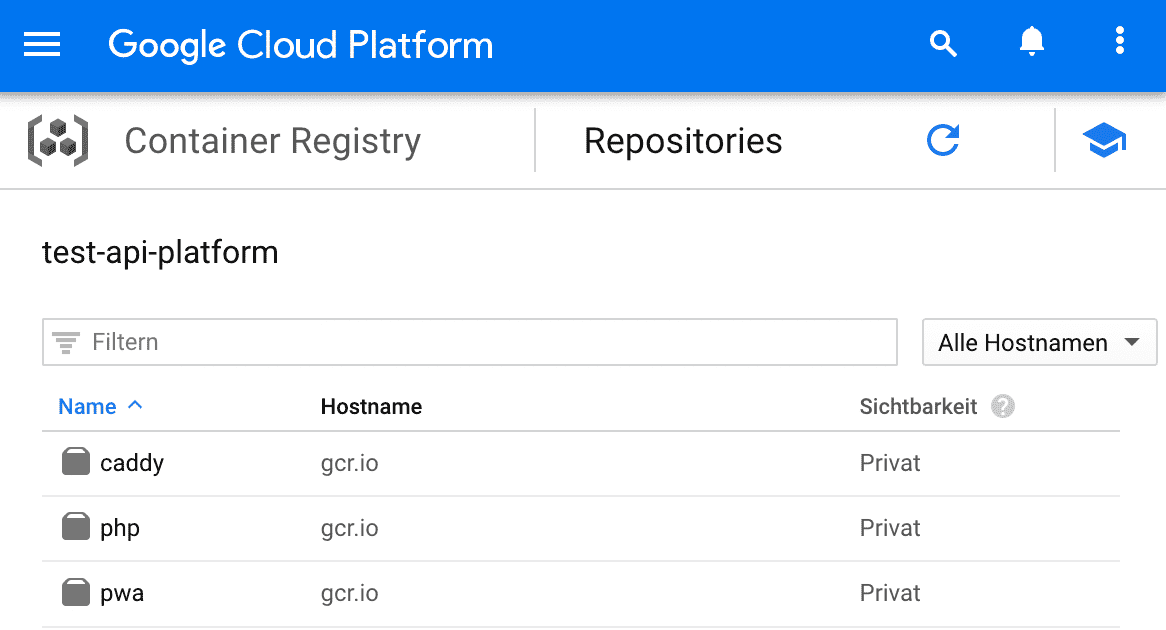 Google Cloud Platform
Container Registry Repositories
test-api-platform
Filtern Alle Hostnamen
Name Hostname Sichtbarkeit ?
caddy gcr.io Privat
php gcr.io Privat
pwa gcr.io Privat